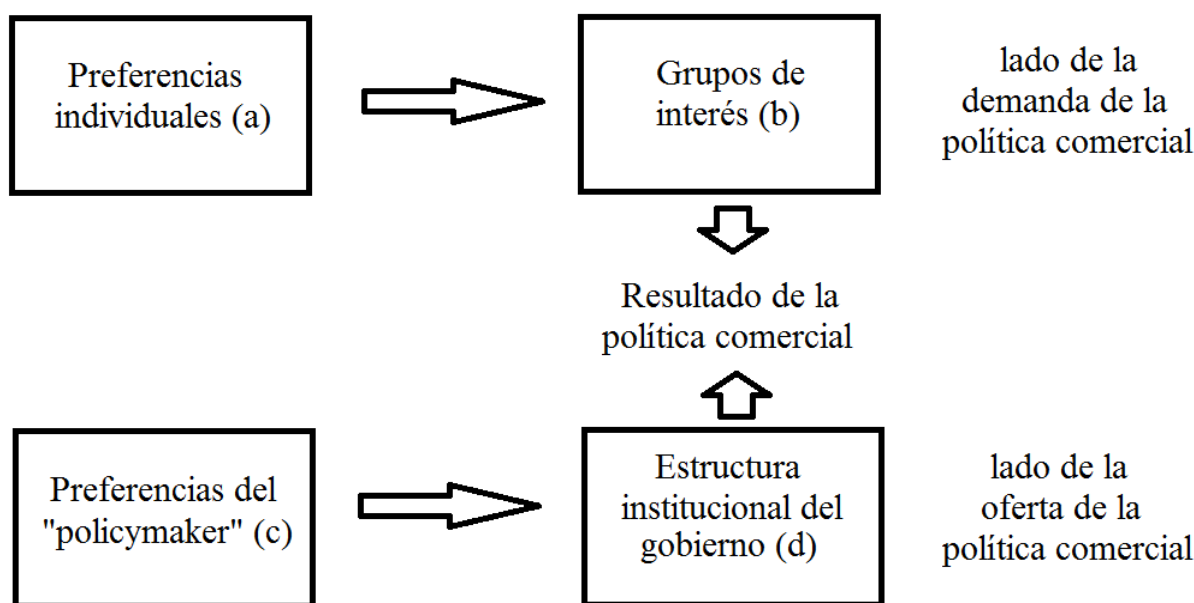 Preferencias
individuales (a)
Grupos de
interés (b)
lado de la
demanda de la
política comercial
Resultado de la
política comercial
Preferencias del
"policymaker" (c)
Estructura
institucional del
gobierno (d)
lado de la
oferta de la
política comercial